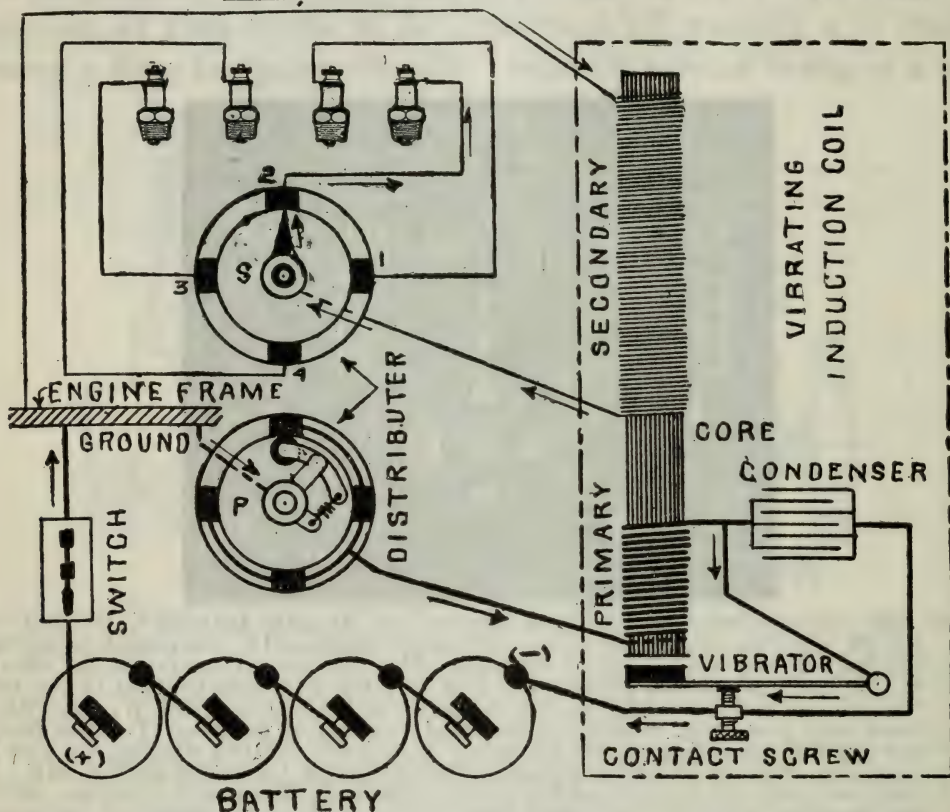 2
S
1
3
4
ENGINE FRAME
GROUND
P
DISTRIBUTER
SWITCH
(+)
(-)
BATTERY
SECONDARY
VIBRATING
INDUCTION COIL
CORE
CONDENSER
PRIMARY
VIBRATOR
CONTACT SCREW